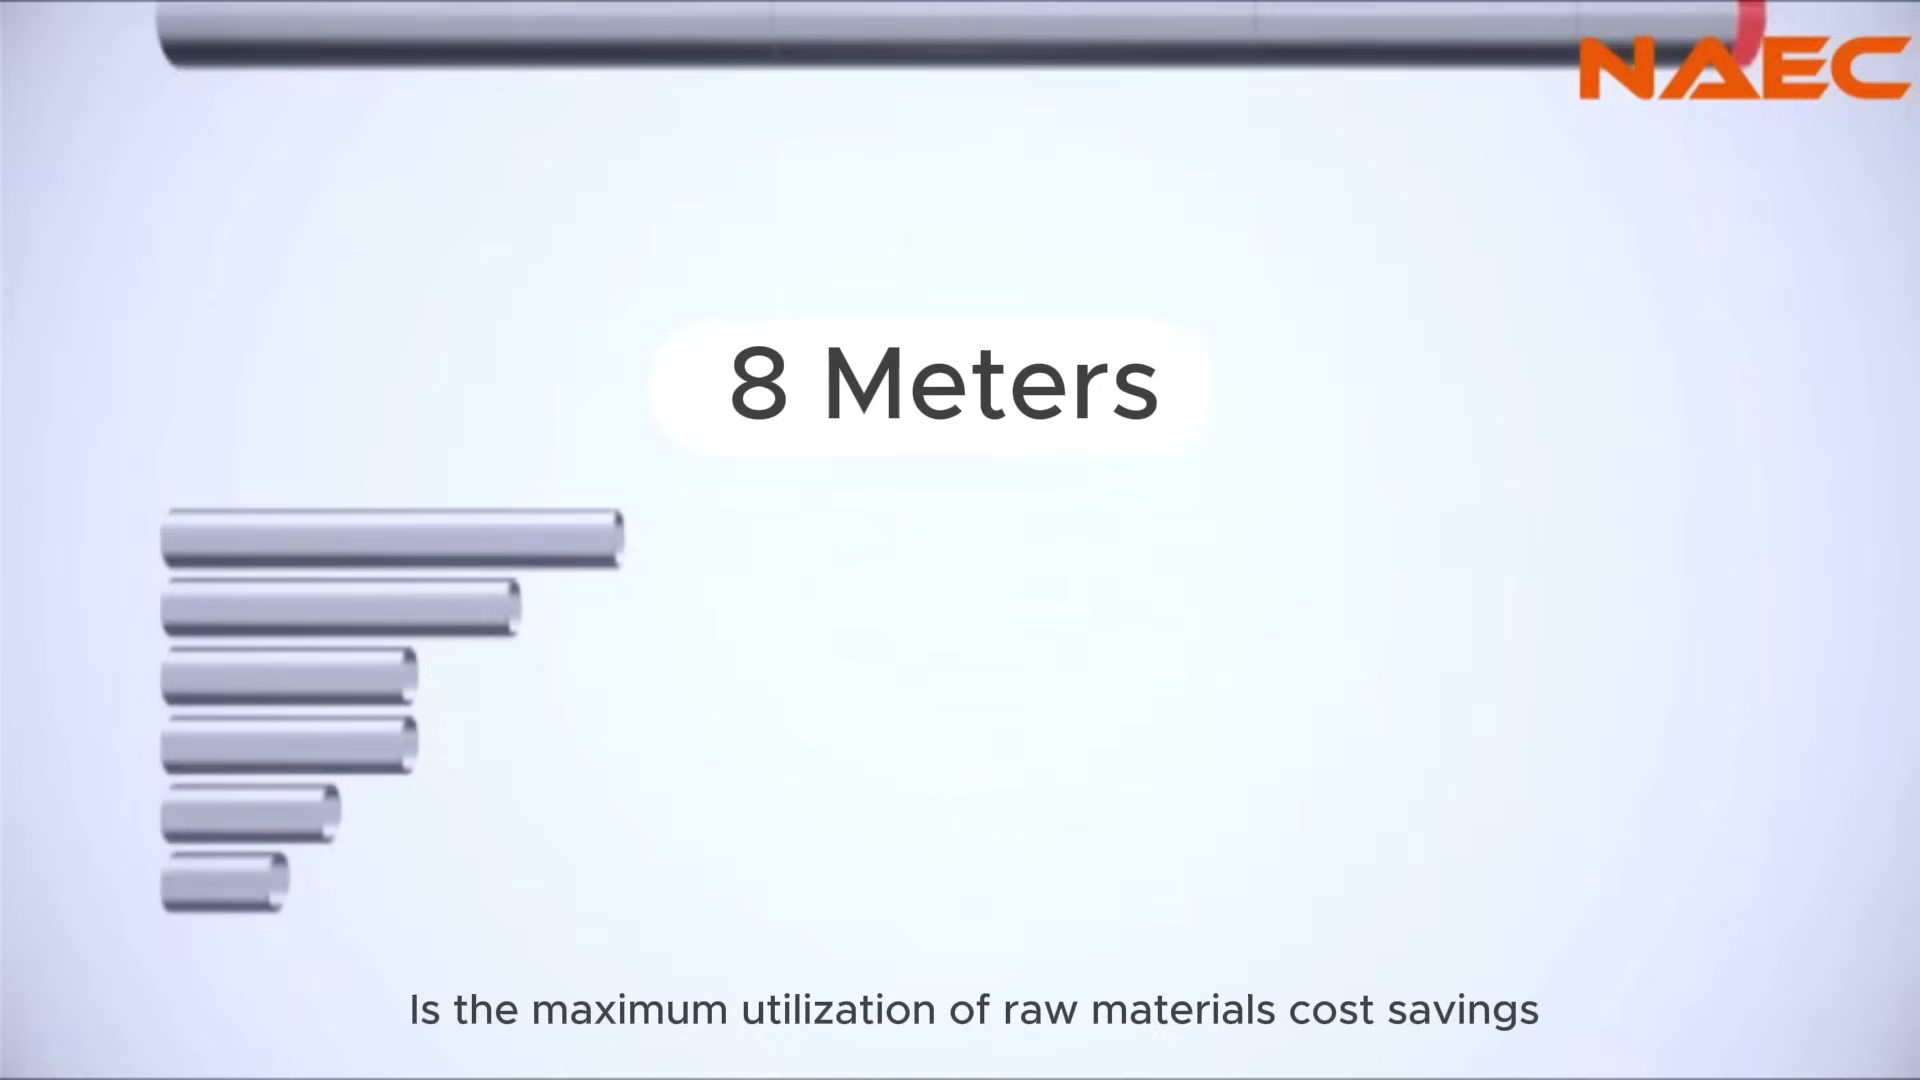 NAEC
8 Meters
Is the maximum utilization of raw materials cost savings